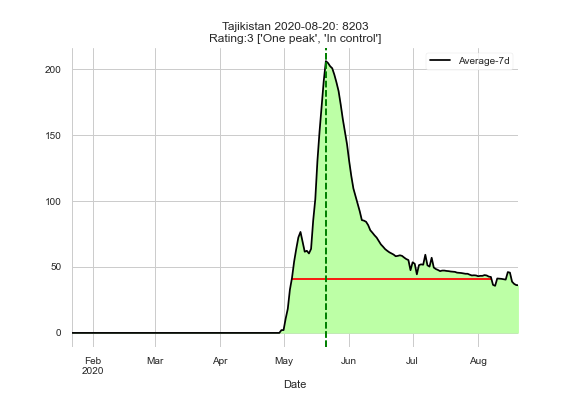 Tajikistan 2020-08-20: 8203
Rating:3 ['One peak', 'In control']
Average-7d
200
150
100
50
0
Feb
2020
Mar
Apr
May
Jun
Jul
Aug
Date